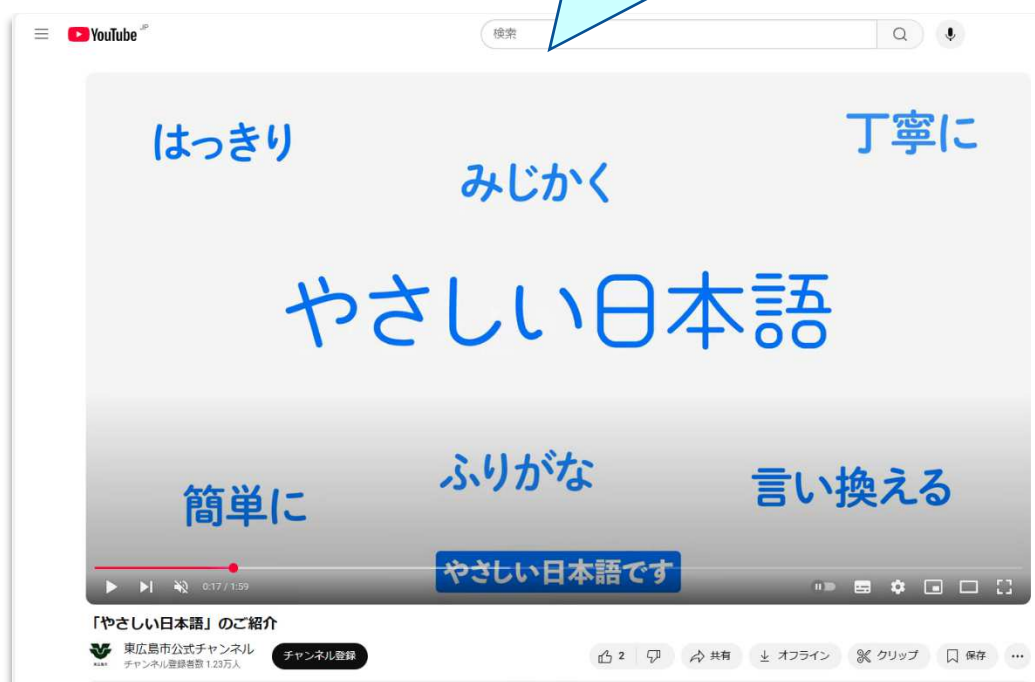 YouTube JP
検索
はっきり
丁寧に
みじかく
やさしい日本語
ふりがな
簡単に
言い換える
やさしい日本語です
0:17 / 1:59
「やさしい日本語」のご紹介
東広島市公式チャンネル
チャンネル登録者数 1.23万人
チャンネル登録
2
共有
オフライン
クリップ
保存